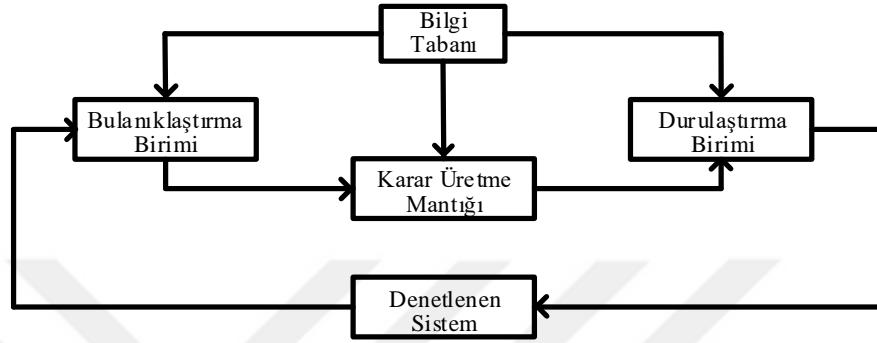 Bilgi
Tabanı
Bulanıklaştırma
Birimi
Durulaştırma
Birimi
Karar Üretme
Mantığı
Denetlenen
Sistem